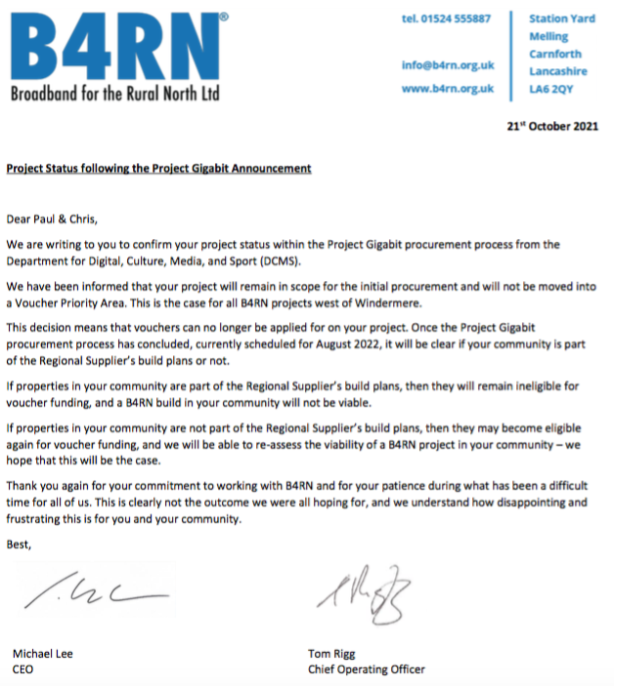 B4RN®
Broadband for the Rural North Ltd
tel. 01524 555887
info@b4rn.org.uk
www.b4rn.org.uk
Station Yard
Melling
Carnforth
Lancashire
LA6 2QY
21st October 2021
Project Status following the Project Gigabit Announcement
Dear Paul & Chris,
We are writing to you to confirm your project status within the Project Gigabit procurement process from the
Department for Digital, Culture, Media, and Sport (DCMS).
We have been informed that your project will remain in scope for the initial procurement and will not be moved into
a Voucher Priority Area. This is the case for all B4RN projects west of Windermere.
This decision means that vouchers can no longer be applied for on your project. Once the Project Gigabit
procurement process has concluded, currently scheduled for August 2022, it will be clear if your community is part
of the Regional Supplier's build plans or not.
If properties in your community are part of the Regional Supplier's build plans, then they will remain ineligible for
voucher funding, and a B4RN build in your community will not be viable.
If properties in your community are not part of the Regional Supplier's build plans, then they may become eligible
again for voucher funding, and we will be able to re-assess the viability of a B4RN project in your community – we
hope that this will be the case.
Thank you again for your commitment to working with B4RN and for your patience during what has been a difficult
time for all of us. This is clearly not the outcome we were all hoping for, and we understand how disappointing and
frustrating this is for you and your community.
Best,
Michael Lee
CEO
Tom Rigg
Chief Operating Officer